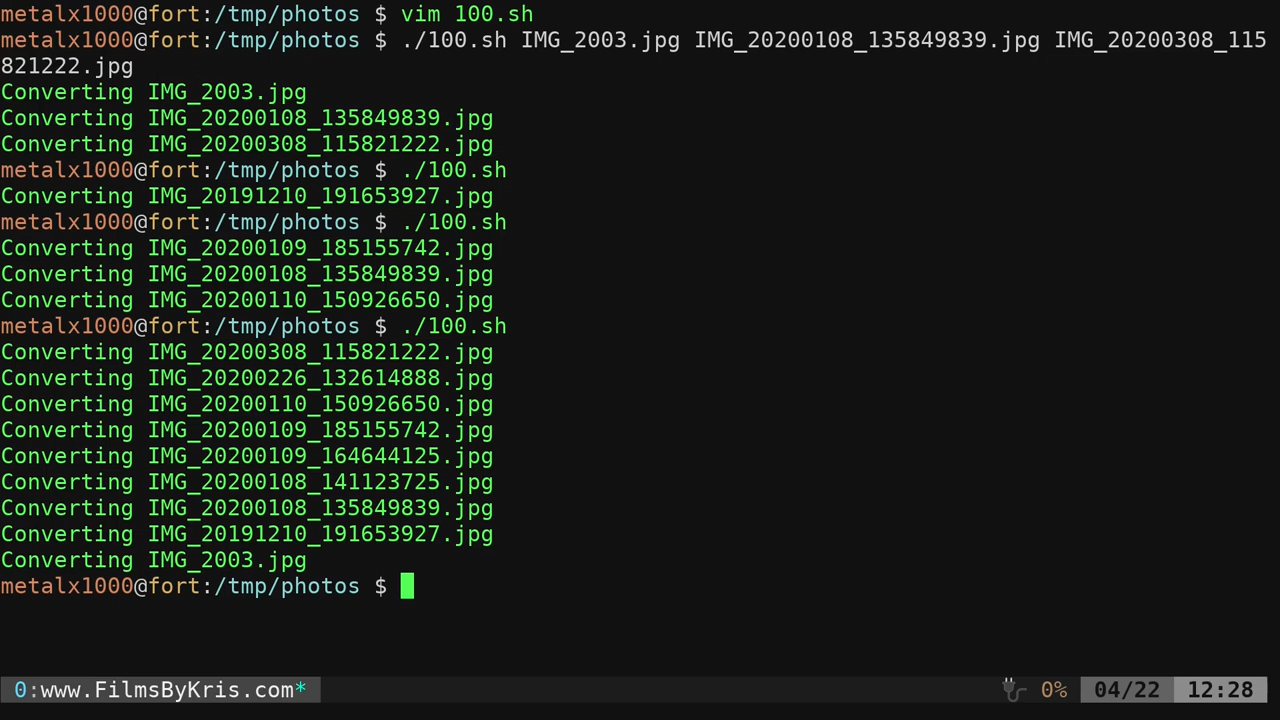 metalx1000@fort:/tmp/photos $ vim 100.sh
metalx1000@fort:/tmp/photos $ ./100.sh IMG_2003.jpg IMG_20200108_135849839.jpg IMG_20200308_115
821222.jpg
Converting IMG_2003.jpg
Converting IMG_20200108_135849839.jpg
Converting IMG_20200308_115821222.jpg
metalx1000@fort:/tmp/photos $ ./100.sh
Converting IMG_20191210_191653927.jpg
metalx1000@fort:/tmp/photos $ ./100.sh
Converting IMG_20200109_185155742.jpg
Converting IMG_20200108_135849839.jpg
Converting IMG_20200110_150926650.jpg
metalx1000@fort:/tmp/photos $ ./100.sh
Converting IMG_20200308_115821222.jpg
Converting IMG_20200226_132614888.jpg
Converting IMG_20200110_150926650.jpg
Converting IMG_20200109_185155742.jpg
Converting IMG_20200109_164644125.jpg
Converting IMG_20200108_141123725.jpg
Converting IMG_20200108_135849839.jpg
Converting IMG_20191210_191653927.jpg
Converting IMG_2003.jpg
metalx1000@fort:/tmp/photos $
0:www.FilmsByKris.com* 0% 04/22 12:28